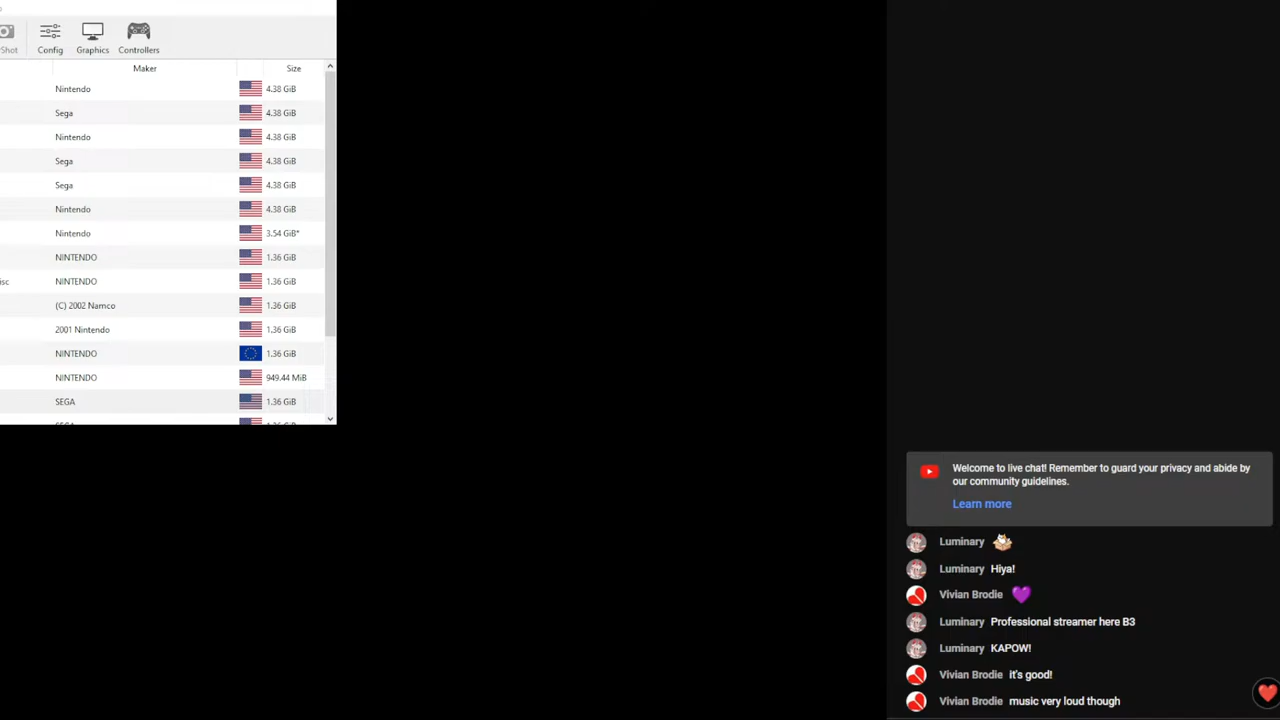 Shot Config Graphics Controllers
Maker Size
Nintendo 4.38 GiB
Sega 4.38 GiB
Nintendo 4.38 GiB
Sega 4.38 GiB
Sega 4.38 GiB
Nintendo 4.38 GiB
Nintendo 3.54 GiB*
NINTENDO 1.36 GiB
isc NINTENDO 1.36 GiB
(C) 2002 Namco 1.36 GiB
2001 Nintendo 1.36 GiB
NINTENDO 1.36 GiB
NINTENDO 949.44 MiB
SEGA 1.36 GiB
Welcome to live chat! Remember to guard your privacy and abide by
our community guidelines.
Learn more
Luminary
Luminary Hiya!
Vivian Brodie
Luminary Professional streamer here B3
Luminary KAPOW!
Vivian Brodie it's good!
Vivian Brodie music very loud though